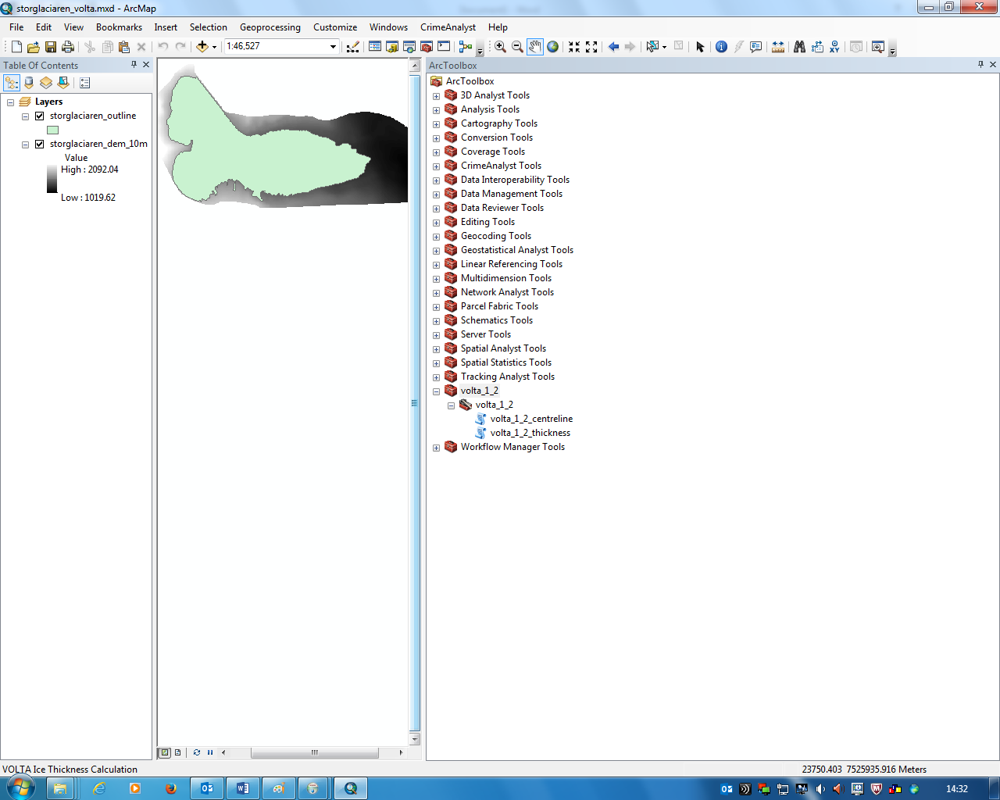 storglaciaren_volta.mxd - ArcMap
File Edit View Bookmarks Insert Selection Geoprocessing Customize Windows CrimeAnalyst Help
1:46,527
Table Of Contents
Layers
storglaciaren_outline
storglaciaren_dem_10m
Value
High : 2092.04
Low : 1019.62
ArcToolbox
ArcToolbox
3D Analyst Tools
Analysis Tools
Cartography Tools
Conversion Tools
Coverage Tools
CrimeAnalyst Tools
Data Interoperability Tools
Data Management Tools
Data Reviewer Tools
Editing Tools
Geocoding Tools
Geostatistical Analyst Tools
Linear Referencing Tools
Multidimension Tools
Network Analyst Tools
Parcel Fabric Tools
Schematics Tools
Server Tools
Spatial Analyst Tools
Spatial Statistics Tools
Tracking Analyst Tools
volta_1_2
volta_1_2
volta_1_2_centreline
volta_1_2_thickness
Workflow Manager Tools
VOLTA Ice Thickness Calculation
23750.403 7525935.916 Meters
14:32